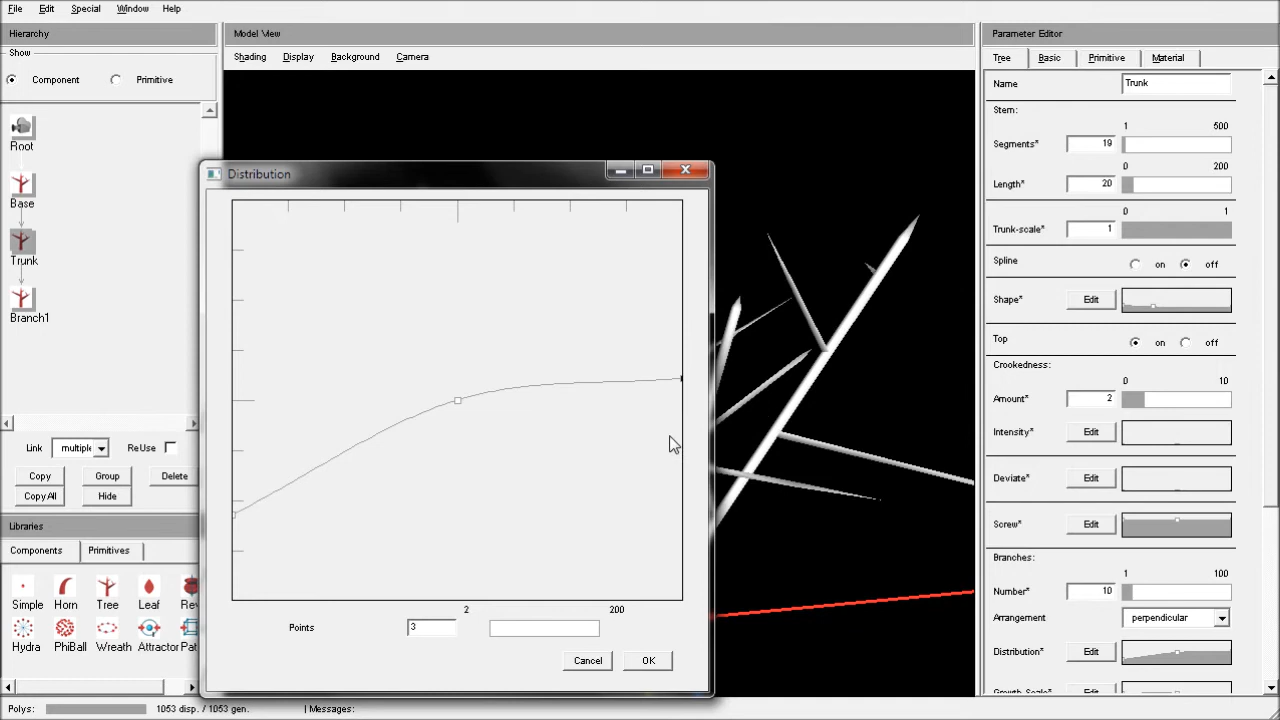 File Edit Special Window Help
Hierarchy
Show
Component Primitive
Root
Base
Trunk
Branch1
Link multiple ReUse
Copy Group Delete
Copy All Hide
Libraries
Components Primitives
Simple Horn Tree Leaf Rev
Hydra PhiBall Wreath Attractor Pat
Model View
Shading Display Background Camera
Distribution
2 200
Points 3
Cancel OK
Parameter Editor
Tree Basic Primitive Material
Name Trunk
Stem:
1 500
Segments* 19
0 200
Length* 20
0 1
Trunk-scale* 1
Spline on off
Shape* Edit
Top on off
Crookedness:
0 10
Amount* 2
Intensity* Edit
Deviate* Edit
Screw* Edit
Branches:
1 100
Number* 10
Arrangement perpendicular
Distribution* Edit
Growth-Scale* Edit
Polys: 1053 disp. / 1053 gen. | Messages: